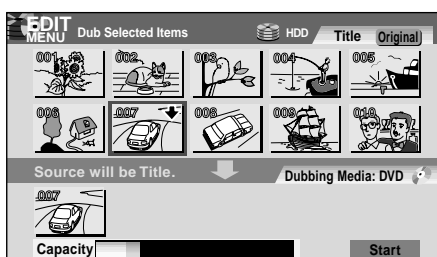 EDIT
MENU Dub Selected Items HDD Title Original
001 002 003 004 005
006 007 008 009 010
Source will be Title. Dubbing Media: DVD
007
Capacity Start